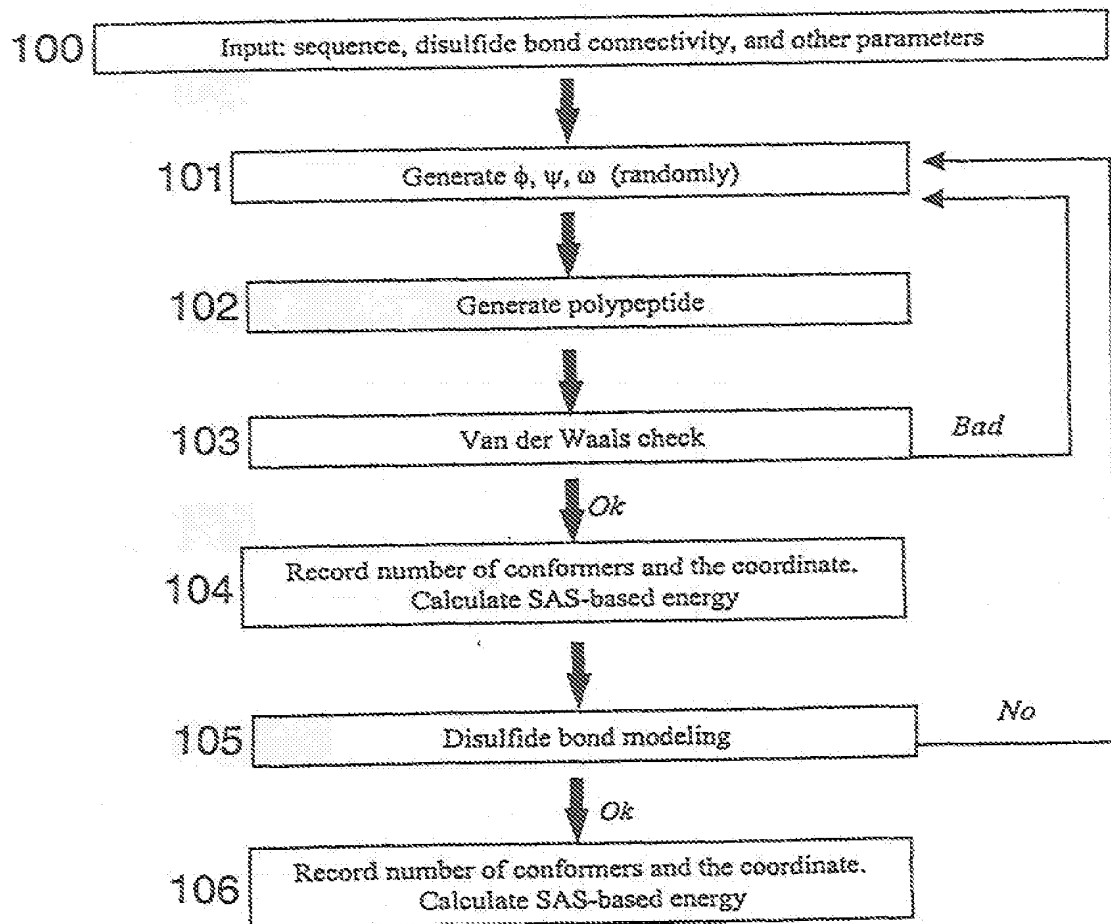 100 Input: sequence, disulfide bond connectivity, and other parameters
101 Generate ϕ, ψ, ω (randomly)
102 Generate polypeptide
103 Van der Waals check
Bad
Ok
104 Record number of conformers and the coordinate.
Calculate SAS-based energy
105 Disulfide bond modeling
No
Ok
106 Record number of conformers and the coordinate.
Calculate SAS-based energy